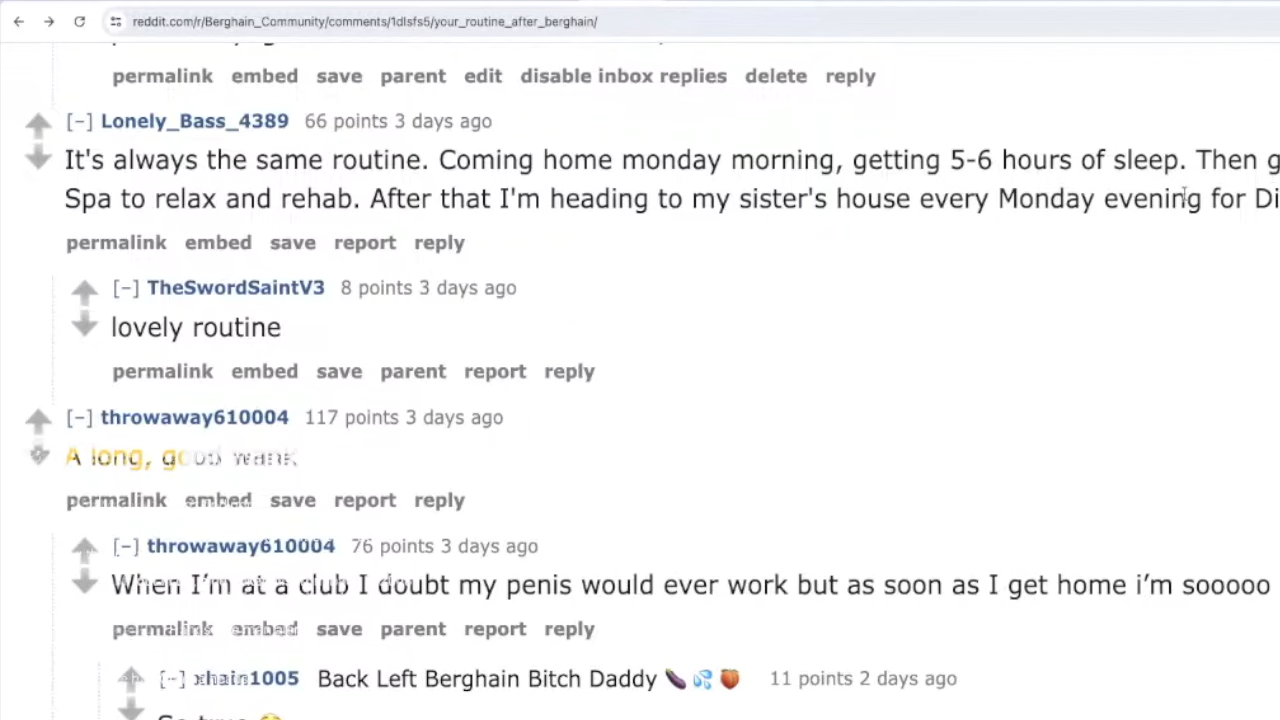 reddit.com/r/Berghain_Community/comments/1dlsfs5/your_routine_after_berghain/
permalink embed save parent edit disable inbox replies delete reply
[-] Lonely_Bass_4389 66 points 3 days ago
It's always the same routine. Coming home monday morning, getting 5-6 hours of sleep. Then g
Spa to relax and rehab. After that I'm heading to my sister's house every Monday evening for Di
permalink embed save report reply
[-] TheSwordSaintV3 8 points 3 days ago
lovely routine
permalink embed save parent report reply
[-] throwaway610004 117 points 3 days ago
A long, good wank
permalink embed save report reply
[-] throwaway610004 76 points 3 days ago
When I'm at a club I doubt my penis would ever work but as soon as I get home i'm sooooo
permalink embed save parent report reply
[-] Back Left Berghain Bitch Daddy 🍆💦🍑 11 points 2 days ago
So true